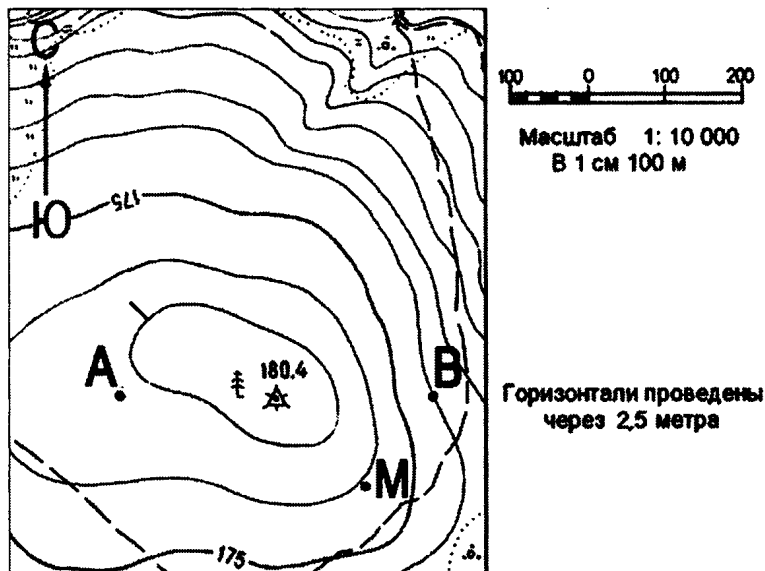 С
Ю
175
А
180.4
В
М
175
100 0 100 200
Масштаб 1: 10 000
В 1 см 100 м
Горизонтали проведены
через 2,5 метра